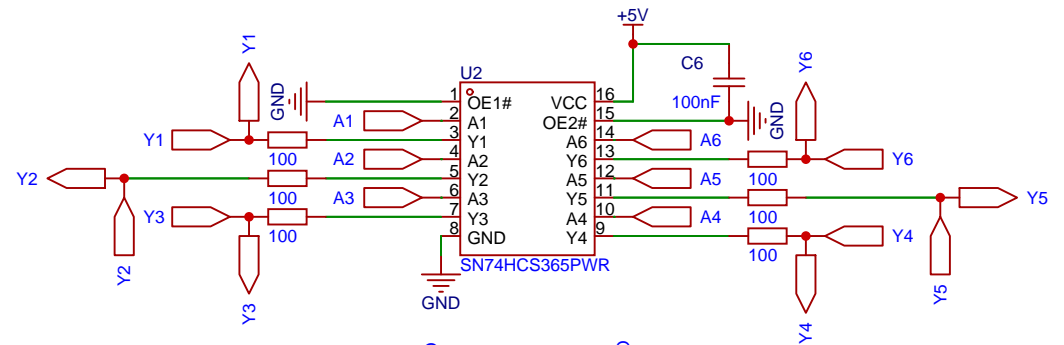 +5V
Y1
U2
C6
Y6
GND
1
OE1#
VCC
16
100nF
A1
2
A1
OE2#
15
GND
Y1
3
Y1
A6
14
A6
100
A2
4
A2
Y6
13
Y6
100
Y2
5
Y2
A5
12
A5
100
A3
6
A3
Y5
11
Y5
100
Y3
7
Y3
A4
10
A4
100
8
GND
Y4
9
Y4
100
SN74HCS365PWR
Y2
Y3
GND
Y5
Y4